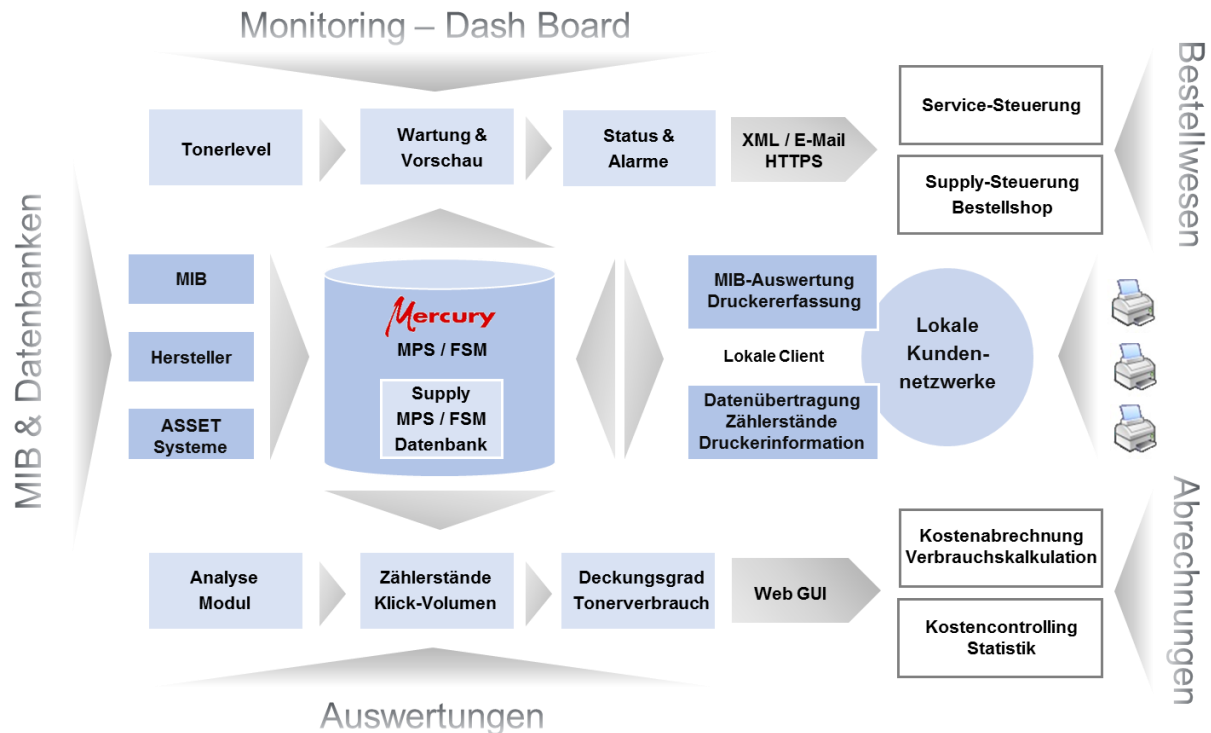 Monitoring – Dash Board
Tonerlevel
Wartung &
Vorschau
Status &
Alarme
XML / E-Mail
HTTPS
Service-Steuerung
Supply-Steuerung
Bestellshop
Bestellwesen
MIB & Datenbanken
MIB
Hersteller
ASSET
Systeme
Mercury
MPS / FSM
Supply
MPS / FSM
Datenbank
MIB-Auswertung
Druckererfassung
Lokale Client
Datenübertragung
Zählerstände
Druckerinformation
Lokale
Kunden-
netzwerke
Analyse
Modul
Zählerstände
Klick-Volumen
Deckungsgrad
Tonerverbrauch
Web GUI
Kostenabrechnung
Verbrauchskalkulation
Kostencontrolling
Statistik
Abrechnungen
Auswertungen